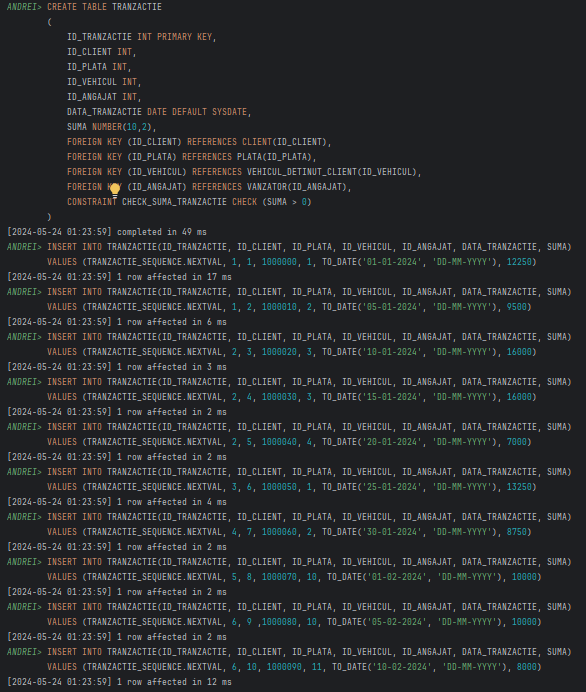 ANDREI> CREATE TABLE TRANZACTIE
(
ID_TRANZACTIE INT PRIMARY KEY,
ID_CLIENT INT,
ID_PLATA INT,
ID_VEHICUL INT,
ID_ANGAJAT INT,
DATA_TRANZACTIE DATE DEFAULT SYSDATE,
SUMA NUMBER(10,2),
FOREIGN KEY (ID_CLIENT) REFERENCES CLIENT(ID_CLIENT),
FOREIGN KEY (ID_PLATA) REFERENCES PLATA(ID_PLATA),
FOREIGN KEY (ID_VEHICUL) REFERENCES VEHICUL_DETINUT_CLIENT(ID_VEHICUL),
FOREIGN KEY (ID_ANGAJAT) REFERENCES VANZATOR(ID_ANGAJAT),
CONSTRAINT CHECK_SUMA_TRANZACTIE CHECK (SUMA > 0)
)
[2024-05-24 01:23:59] completed in 49 ms
ANDREI> INSERT INTO TRANZACTIE(ID_TRANZACTIE, ID_CLIENT, ID_PLATA, ID_VEHICUL, ID_ANGAJAT, DATA_TRANZACTIE, SUMA)
VALUES (TRANZACTIE_SEQUENCE.NEXTVAL, 1, 1, 1000000, 1, TO_DATE('01-01-2024', 'DD-MM-YYYY'), 12250)
[2024-05-24 01:23:59] 1 row affected in 17 ms
ANDREI> INSERT INTO TRANZACTIE(ID_TRANZACTIE, ID_CLIENT, ID_PLATA, ID_VEHICUL, ID_ANGAJAT, DATA_TRANZACTIE, SUMA)
VALUES (TRANZACTIE_SEQUENCE.NEXTVAL, 1, 2, 1000010, 2, TO_DATE('05-01-2024', 'DD-MM-YYYY'), 9500)
[2024-05-24 01:23:59] 1 row affected in 6 ms
ANDREI> INSERT INTO TRANZACTIE(ID_TRANZACTIE, ID_CLIENT, ID_PLATA, ID_VEHICUL, ID_ANGAJAT, DATA_TRANZACTIE, SUMA)
VALUES (TRANZACTIE_SEQUENCE.NEXTVAL, 2, 3, 1000020, 3, TO_DATE('10-01-2024', 'DD-MM-YYYY'), 16000)
[2024-05-24 01:23:59] 1 row affected in 3 ms
ANDREI> INSERT INTO TRANZACTIE(ID_TRANZACTIE, ID_CLIENT, ID_PLATA, ID_VEHICUL, ID_ANGAJAT, DATA_TRANZACTIE, SUMA)
VALUES (TRANZACTIE_SEQUENCE.NEXTVAL, 2, 4, 1000030, 3, TO_DATE('15-01-2024', 'DD-MM-YYYY'), 16000)
[2024-05-24 01:23:59] 1 row affected in 2 ms
ANDREI> INSERT INTO TRANZACTIE(ID_TRANZACTIE, ID_CLIENT, ID_PLATA, ID_VEHICUL, ID_ANGAJAT, DATA_TRANZACTIE, SUMA)
VALUES (TRANZACTIE_SEQUENCE.NEXTVAL, 2, 5, 1000040, 4, TO_DATE('20-01-2024', 'DD-MM-YYYY'), 7000)
[2024-05-24 01:23:59] 1 row affected in 2 ms
ANDREI> INSERT INTO TRANZACTIE(ID_TRANZACTIE, ID_CLIENT, ID_PLATA, ID_VEHICUL, ID_ANGAJAT, DATA_TRANZACTIE, SUMA)
VALUES (TRANZACTIE_SEQUENCE.NEXTVAL, 3, 6, 1000050, 1, TO_DATE('25-01-2024', 'DD-MM-YYYY'), 13250)
[2024-05-24 01:23:59] 1 row affected in 4 ms
ANDREI> INSERT INTO TRANZACTIE(ID_TRANZACTIE, ID_CLIENT, ID_PLATA, ID_VEHICUL, ID_ANGAJAT, DATA_TRANZACTIE, SUMA)
VALUES (TRANZACTIE_SEQUENCE.NEXTVAL, 4, 7, 1000060, 2, TO_DATE('30-01-2024', 'DD-MM-YYYY'), 8750)
[2024-05-24 01:23:59] 1 row affected in 2 ms
ANDREI> INSERT INTO TRANZACTIE(ID_TRANZACTIE, ID_CLIENT, ID_PLATA, ID_VEHICUL, ID_ANGAJAT, DATA_TRANZACTIE, SUMA)
VALUES (TRANZACTIE_SEQUENCE.NEXTVAL, 5, 8, 1000070, 10, TO_DATE('01-02-2024', 'DD-MM-YYYY'), 10000)
[2024-05-24 01:23:59] 1 row affected in 2 ms
ANDREI> INSERT INTO TRANZACTIE(ID_TRANZACTIE, ID_CLIENT, ID_PLATA, ID_VEHICUL, ID_ANGAJAT, DATA_TRANZACTIE, SUMA)
VALUES (TRANZACTIE_SEQUENCE.NEXTVAL, 6, 9 ,1000080, 10, TO_DATE('05-02-2024', 'DD-MM-YYYY'), 10000)
[2024-05-24 01:23:59] 1 row affected in 2 ms
ANDREI> INSERT INTO TRANZACTIE(ID_TRANZACTIE, ID_CLIENT, ID_PLATA, ID_VEHICUL, ID_ANGAJAT, DATA_TRANZACTIE, SUMA)
VALUES (TRANZACTIE_SEQUENCE.NEXTVAL, 6, 10, 1000090, 11, TO_DATE('10-02-2024', 'DD-MM-YYYY'), 8000)
[2024-05-24 01:23:59] 1 row affected in 12 ms